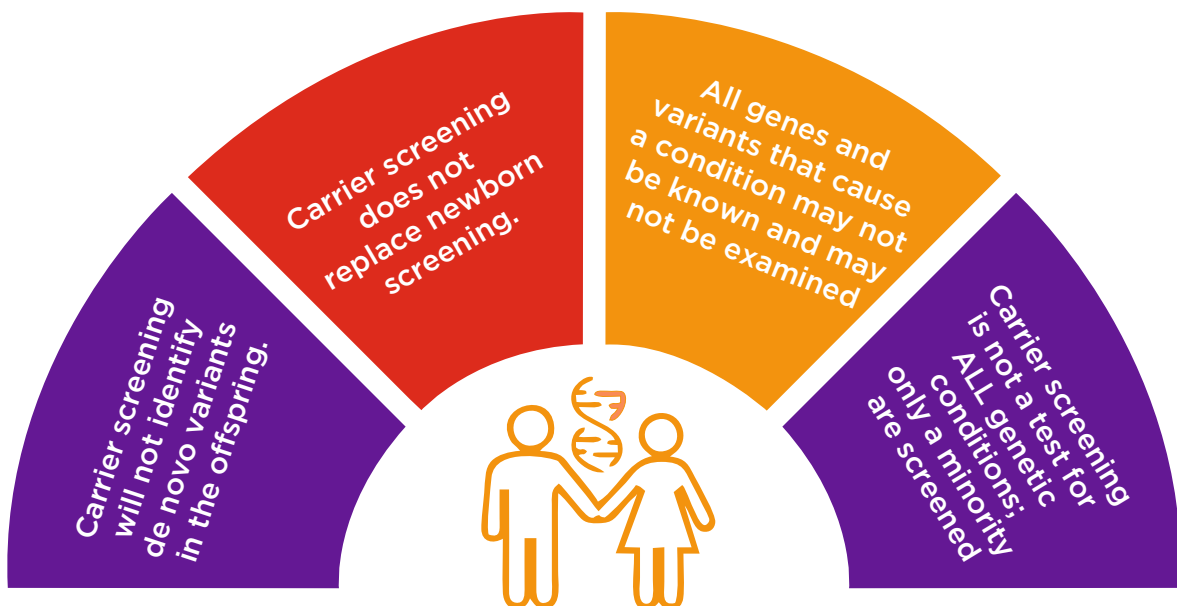 Carrier screening
will not identify
de novo variants
in the offspring.
Carrier screening
does not
replace newborn
screening.
All genes and
variants that cause
a condition may not
be known and may
not be examined
Carrier screening
is not a test for
ALL genetic
conditions;
only a minority
are screened